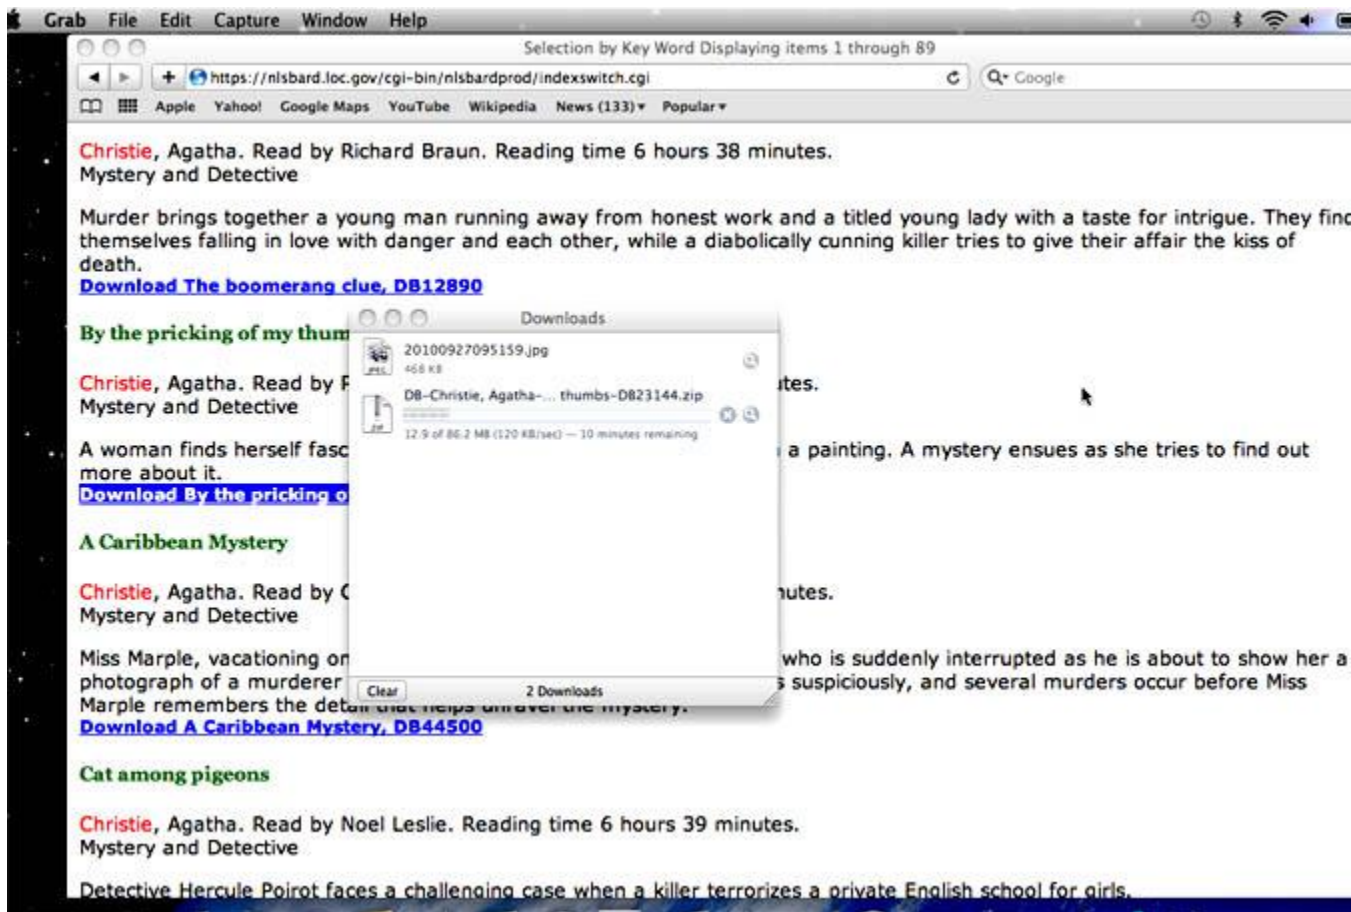 Grab File Edit Capture Window Help
Selection by Key Word Displaying items 1 through 89
https://nlsbard.loc.gov/cgi-bin/nlsbardprod/indexswitch.cgi
Google
Apple Yahoo! Google Maps YouTube Wikipedia News (133) Popular
Christie, Agatha. Read by Richard Braun. Reading time 6 hours 38 minutes.
Mystery and Detective
Murder brings together a young man running away from honest work and a titled young lady with a taste for intrigue. They find
themselves falling in love with danger and each other, while a diabolically cunning killer tries to give their affair the kiss of
death.
Download The boomerang clue, DB12890
By the pricking of my thum
Christie, Agatha. Read by
Mystery and Detective
A woman finds herself fasc
a painting. A mystery ensues as she tries to find out
more about it.
Download By the pricking o
A Caribbean Mystery
Christie, Agatha. Read by
Mystery and Detective
Miss Marple, vacationing on
who is suddenly interrupted as he is about to show her a
photograph of a murderer
s suspiciously, and several murders occur before Miss
Marple remembers the detail that helps unravel the mystery.
Download A Caribbean Mystery, DB44500
Cat among pigeons
Christie, Agatha. Read by Noel Leslie. Reading time 6 hours 39 minutes.
Mystery and Detective
Detective Hercule Poirot faces a challenging case when a killer terrorizes a private English school for girls.
Downloads
20100927095159.jpg
JPEG
468 KB
DB-Christie, Agatha-... thumbs-DB23144.zip
ZIP
12.9 of 86.2 MB (120 KB/sec) — 10 minutes remaining
Clear
2 Downloads